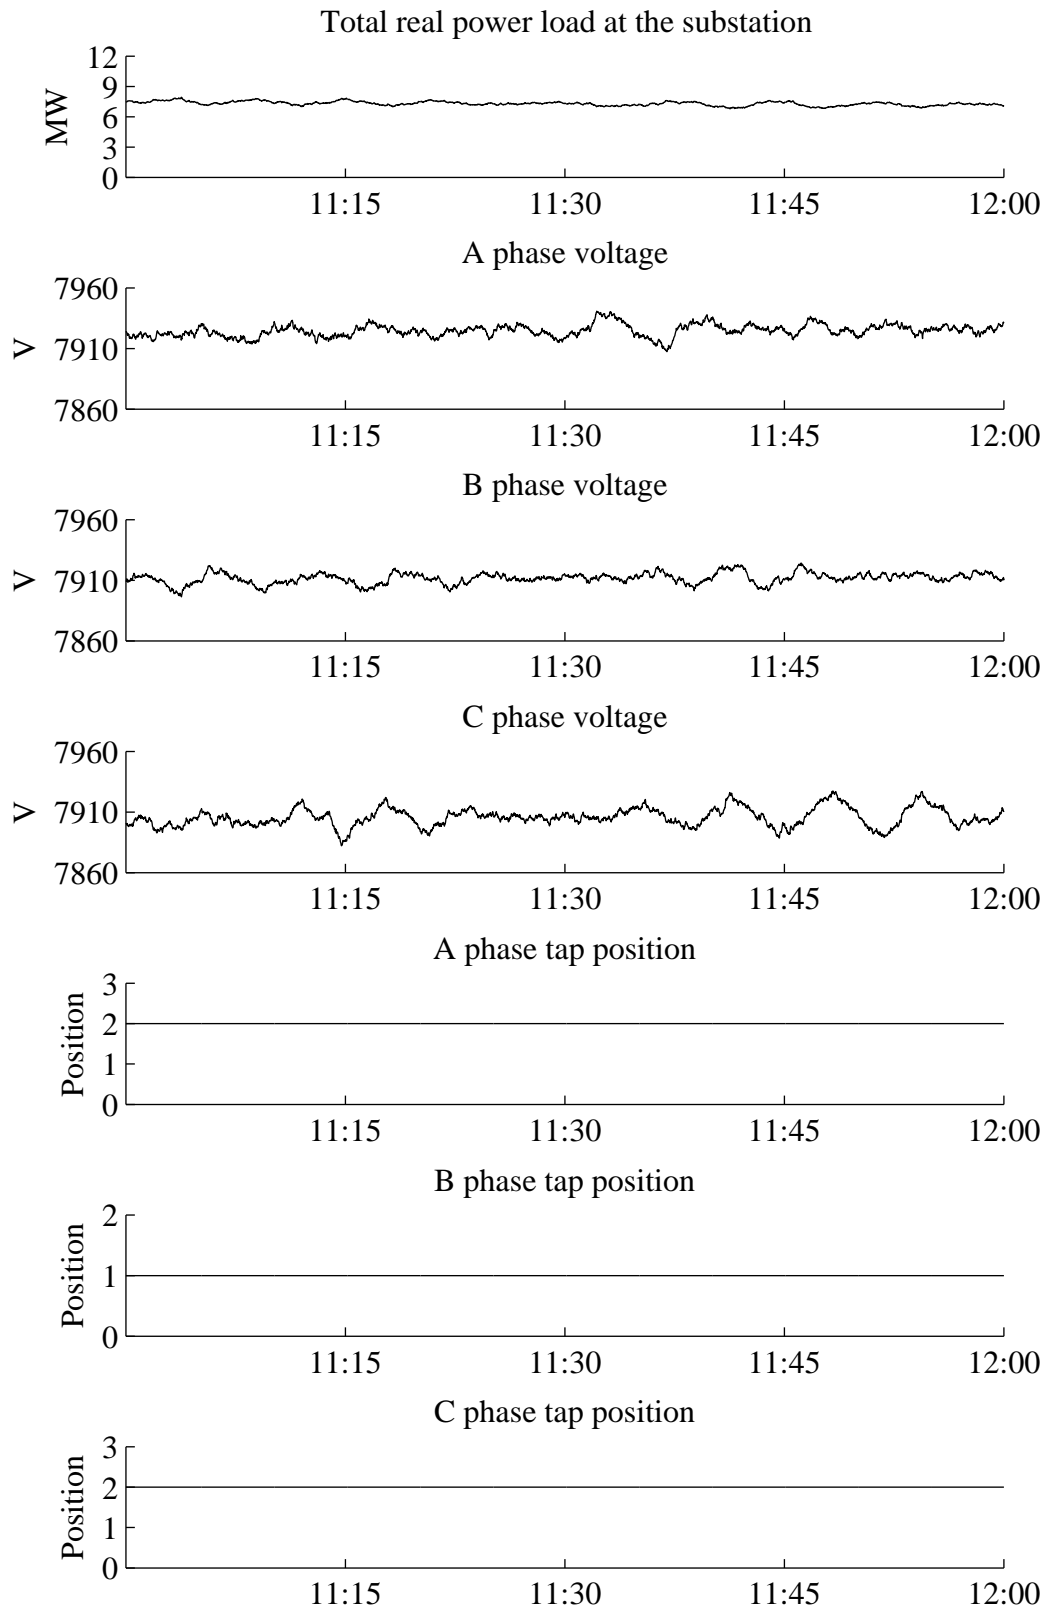 Total real power load at the substation
12
9
6
3
0
MW
11:15 11:30 11:45 12:00
A phase voltage
7960
7910
7860
V
11:15 11:30 11:45 12:00
B phase voltage
7960
7910
7860
V
11:15 11:30 11:45 12:00
C phase voltage
7960
7910
7860
V
11:15 11:30 11:45 12:00
A phase tap position
3
2
1
0
Position
11:15 11:30 11:45 12:00
B phase tap position
2
1
0
Position
11:15 11:30 11:45 12:00
C phase tap position
3
2
1
0
Position
11:15 11:30 11:45 12:00